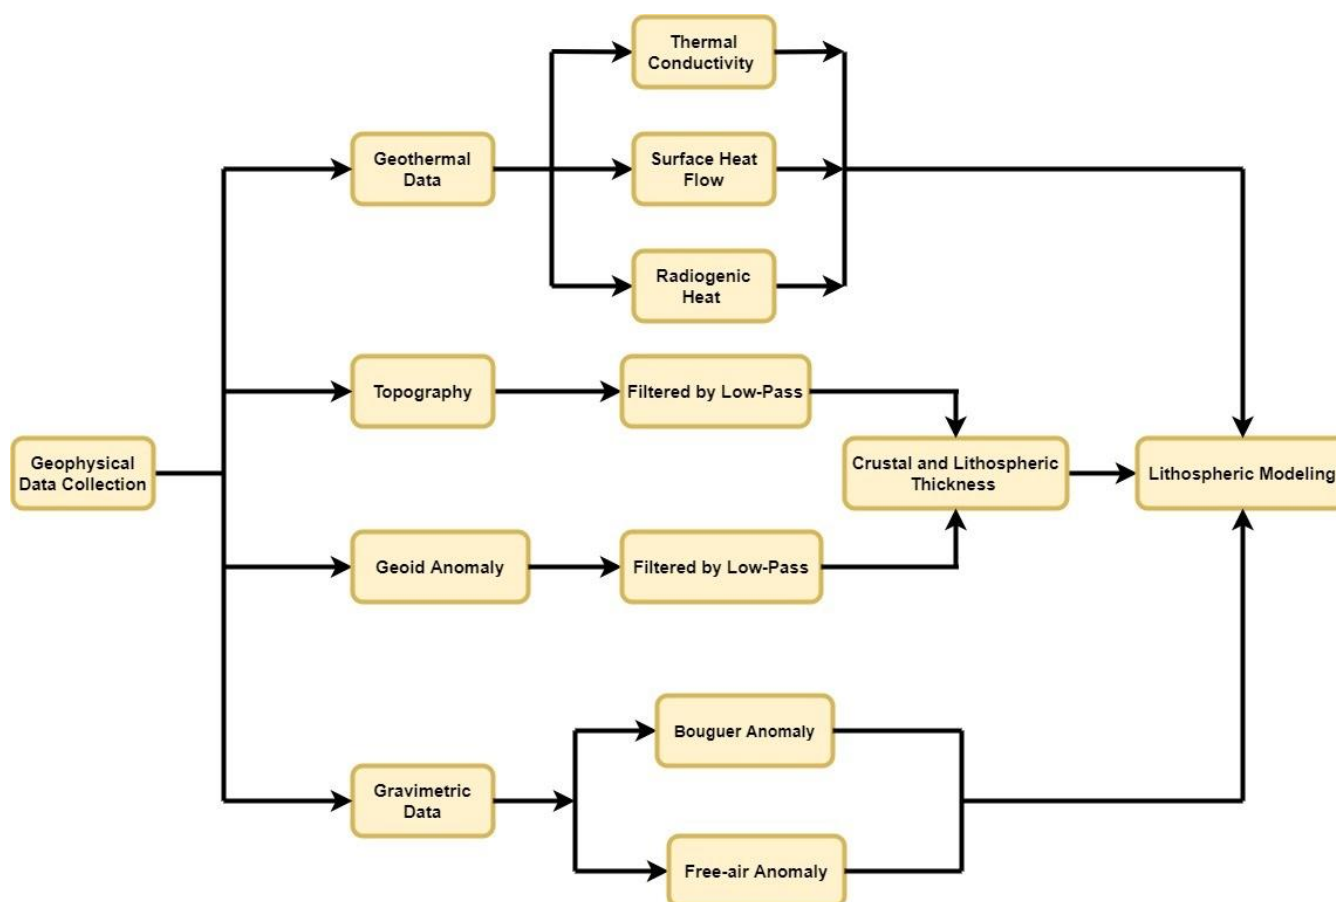 Thermal
Conductivity
Geothermal
Data
Surface Heat
Flow
Radiogenic
Heat
Topography
Filtered by Low-Pass
Geophysical
Data Collection
Crustal and Lithospheric
Thickness
Lithospheric Modeling
Geoid Anomaly
Filtered by Low-Pass
Bouguer Anomaly
Gravimetric
Data
Free-air Anomaly